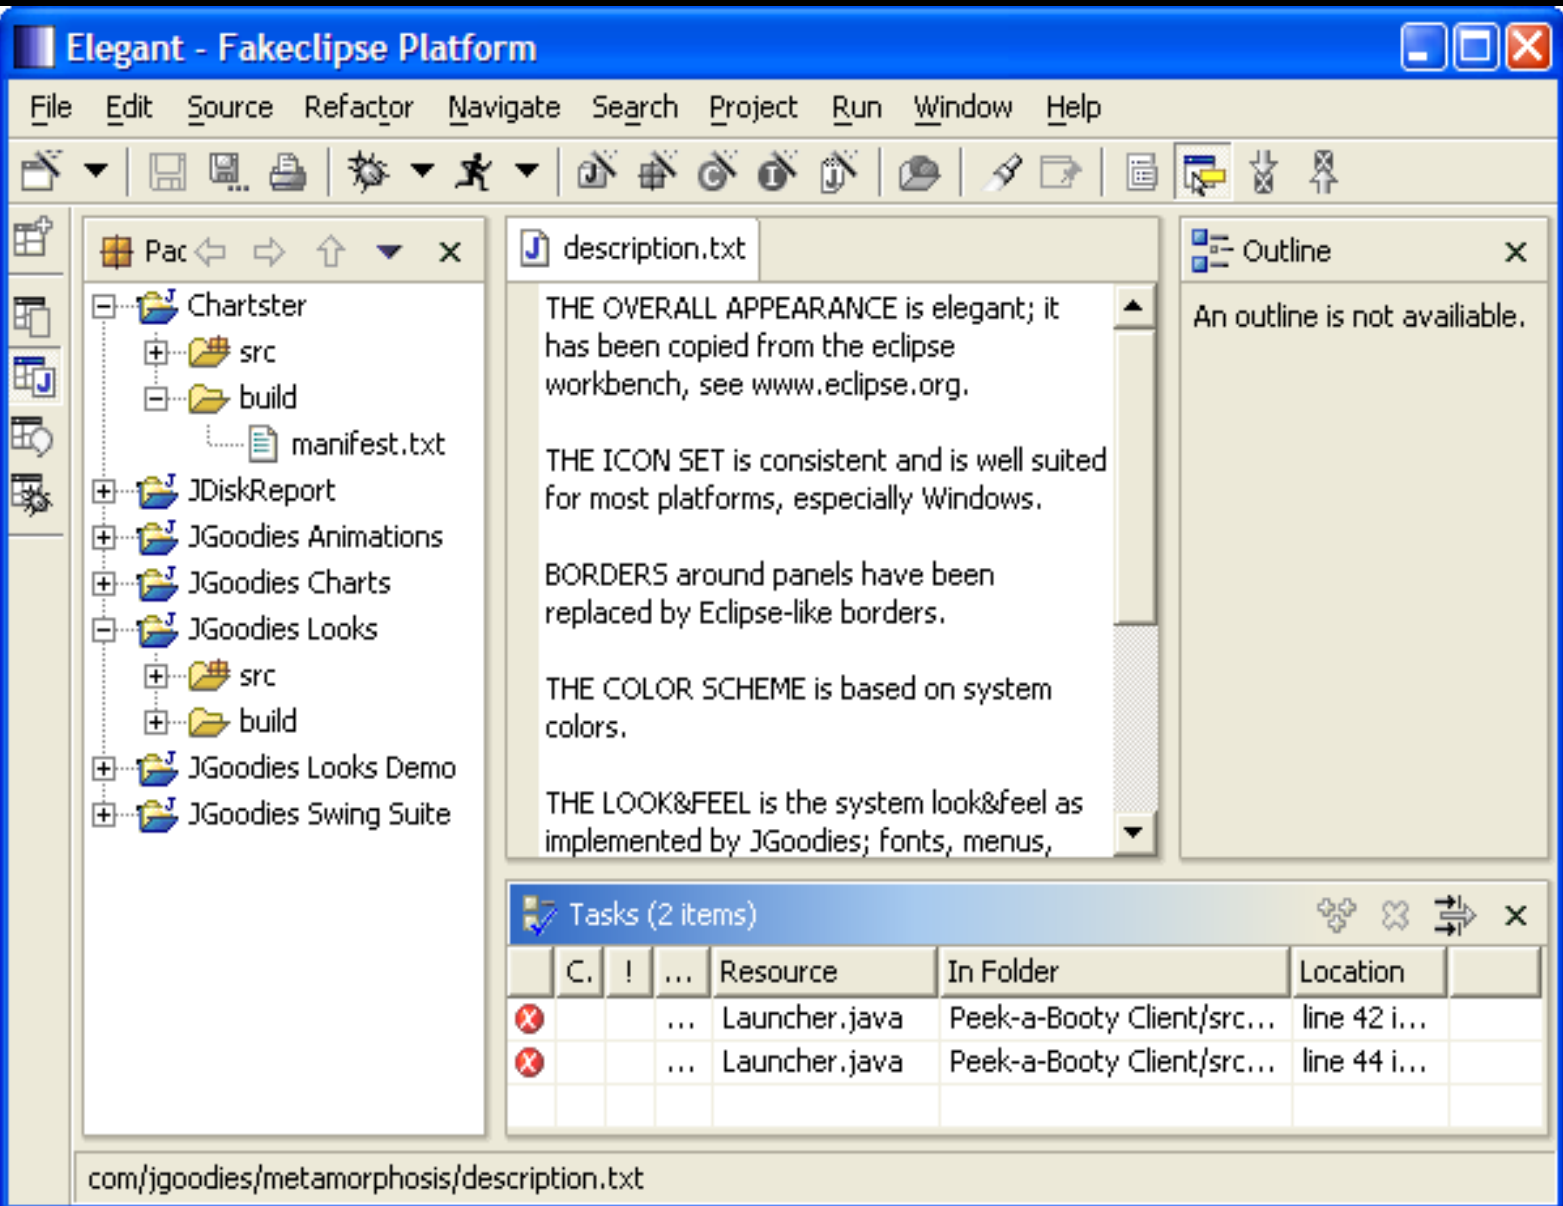 Elegant - Fakeclipse Platform
File Edit Source Refactor Navigate Search Project Run Window Help
Pac
Chartster
src
build
manifest.txt
JDiskReport
JGoodies Animations
JGoodies Charts
JGoodies Looks
src
build
JGoodies Looks Demo
JGoodies Swing Suite
description.txt
THE OVERALL APPEARANCE is elegant; it
has been copied from the eclipse
workbench, see www.eclipse.org.
THE ICON SET is consistent and is well suited
for most platforms, especially Windows.
BORDERS around panels have been
replaced by Eclipse-like borders.
THE COLOR SCHEME is based on system
colors.
THE LOOK&FEEL is the system look&feel as
implemented by JGoodies; fonts, menus,
Outline
An outline is not availiable.
Tasks (2 items)
C. ! ... Resource In Folder Location
... Launcher.java Peek-a-Booty Client/src... line 42 i...
... Launcher.java Peek-a-Booty Client/src... line 44 i...
com/jgoodies/metamorphosis/description.txt